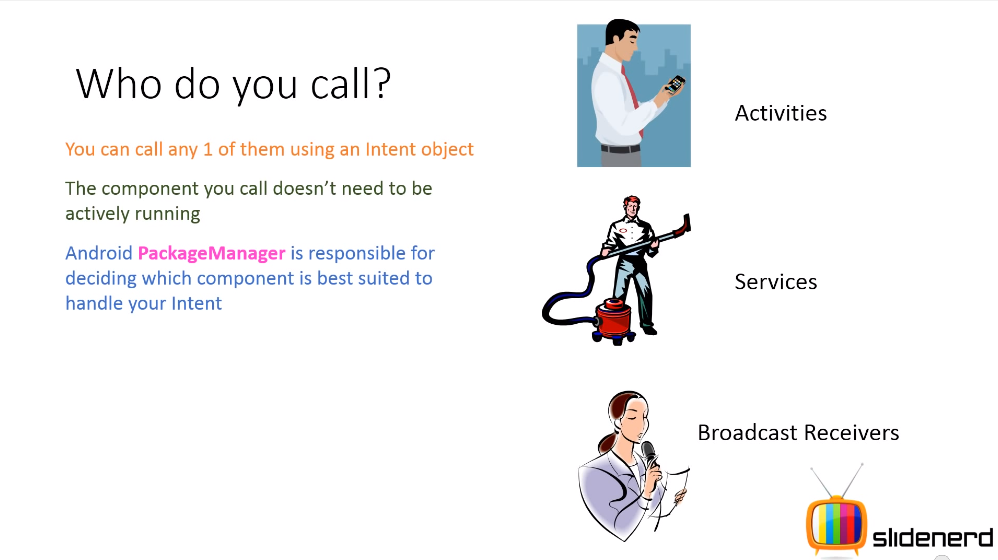 Who do you call?
You can call any 1 of them using an Intent object
The component you call doesn’t need to be
actively running
Android PackageManager is responsible for
deciding which component is best suited to
handle your Intent
Activities
Services
Broadcast Receivers
slidenerd